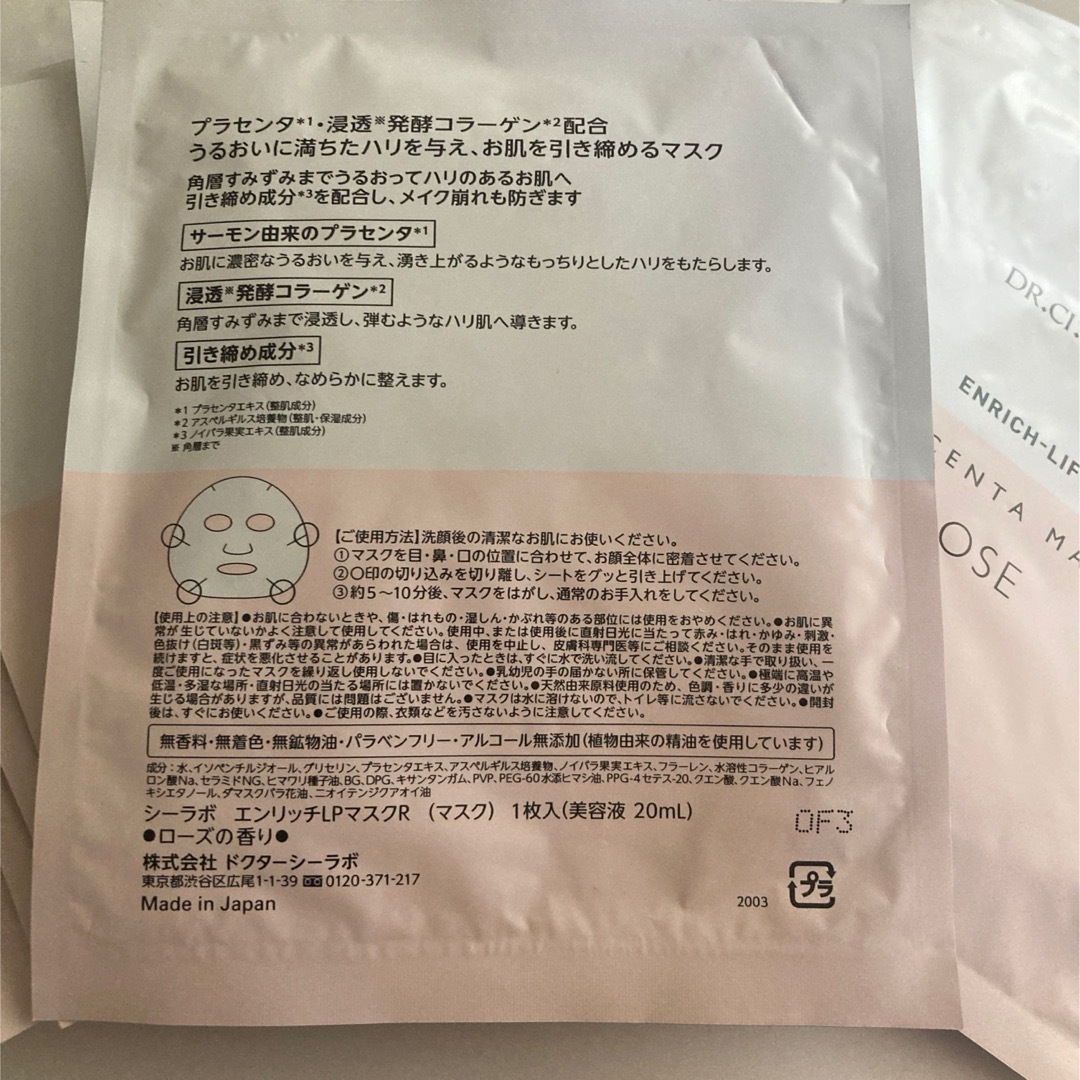 プラセンタ*1・浸透※発酵コラーゲン*2配合
うるおいに満ちたハリを与え、お肌を引き締めるマスク
角層すみずみまでうるおってハリのあるお肌へ
引き締め成分*3を配合し、メイク崩れも防ぎます
サーモン由来のプラセンタ*1
お肌に濃密なうるおいを与え、湧き上がるようなもっちりとしたハリをもたらします。
浸透※発酵コラーゲン*2
角層すみずみまで浸透し、弾むようなハリ肌へ導きます。
引き締め成分*3
お肌を引き締め、なめらかに整えます。
*1 プラセンタエキス(整肌成分)
*2 アスペルギルス培養物(整肌・保湿成分)
*3 ノイバラ果実エキス(整肌成分)
※ 角層まで
【ご使用方法】洗顔後の清潔なお肌にお使いください。
①マスクを目・鼻・口の位置に合わせて、お顔全体に密着させてください。
②〇印の切り込みを切り離し、シートをグッと引き上げてください。
③約5～10分後、マスクをはがし、通常のお手入れをしてください。
【使用上の注意】●お肌に合わないときや、傷・はれもの・湿しん・かぶれ等のある部位には使用をおやめください。●お肌に異
常が生じていないかよく注意して使用してください。使用中、または使用後に直射日光に当たって赤み・はれ・かゆみ・刺激・
色抜け(白斑等)・黒ずみ等の異常があらわれた場合は、使用を中止し、皮膚科専門医等にご相談ください。そのまま使用を
続けますと、症状を悪化させることがあります。●目に入ったときは、すぐに水で洗い流してください。●清潔な手で取り扱い、一
度ご使用になったマスクを繰り返し使用しないでください。●乳幼児の手の届かない所に保管してください。●極端に高温や
低温・多湿な場所・直射日光の当たる場所には置かないでください。●天然由来原料使用のため、色調・香りに多少の違いが
生じる場合がありますが、品質には問題はございません。●マスクは水に溶けないので、トイレ等に流さないでください。●開封
後は、すぐにお使いください。●ご使用の際、衣類などを汚さないように注意してください。
無香料・無着色・無鉱物油・パラベンフリー・アルコール無添加(植物由来の精油を使用しています)
成分：水、イソペンチルジオール、グリセリン、プラセンタエキス、アスペルギルス培養物、ノイバラ果実エキス、フラーレン、水溶性コラーゲン、ヒアル
ロン酸Na、セラミドNG、ヒマワリ種子油、BG、DPG、キサンタンガム、PVP、PEG-60水添ヒマシ油、PPG-4セテス-20、クエン酸、クエン酸Na、フェノ
キシエタノール、ダマスクバラ花油、ニオイテンジクアオイ油
シーラボ エンリッチLPマスクR (マスク) 1枚入(美容液 20mL)
●ローズの香り●
0F3
株式会社 ドクターシーラボ
東京都渋谷区広尾1-1-39 0120-371-217
Made in Japan
2003
プラ
DR.CI.
ENRICH-LIF
CENTA MA
OSE